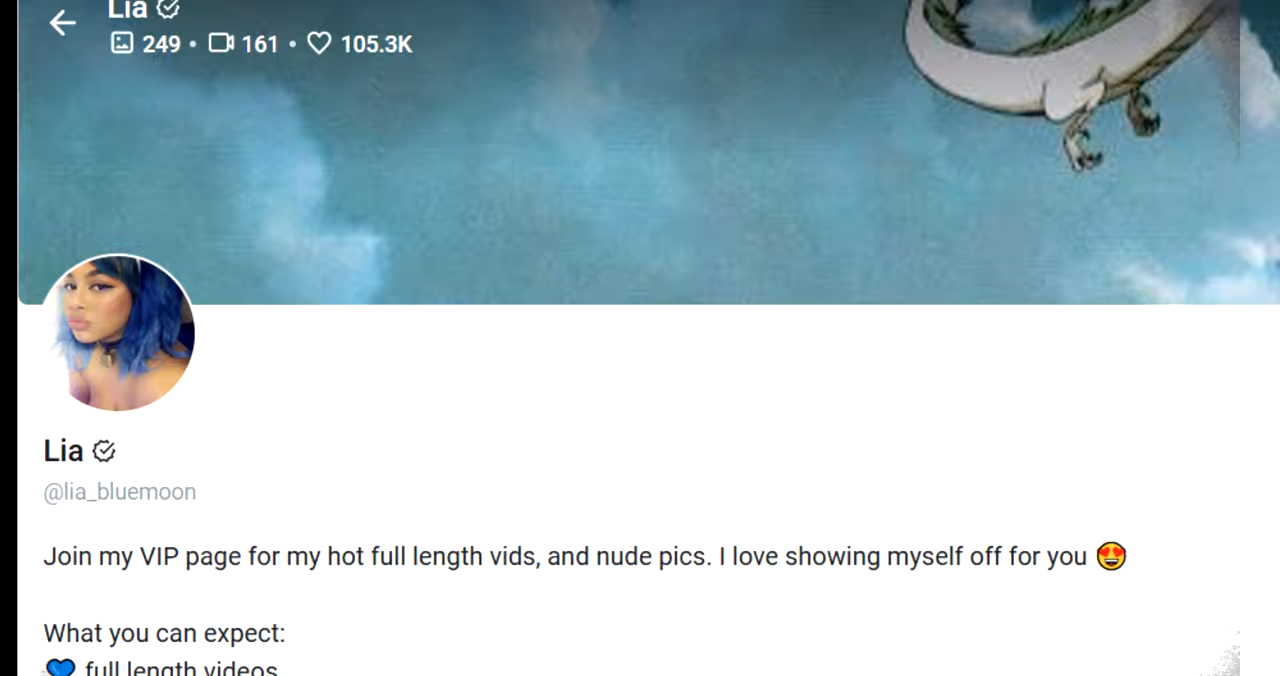 Lia
249 • 161 • 105.3K
Lia
@lia_bluemoon
Join my VIP page for my hot full length vids, and nude pics. I love showing myself off for you 😍
What you can expect:
💙 full length videos